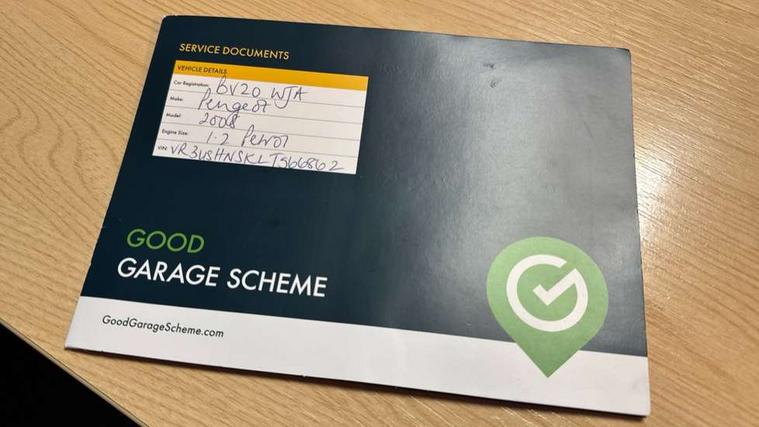 SERVICE DOCUMENTS
VEHICLE DETAILS
Car Registration: BV20 WJA
Make: Peugeot
Model: 2008
Engine Size: 1.2 Petrol
VIN:
GOOD
GARAGE SCHEME
GoodGarageScheme.com